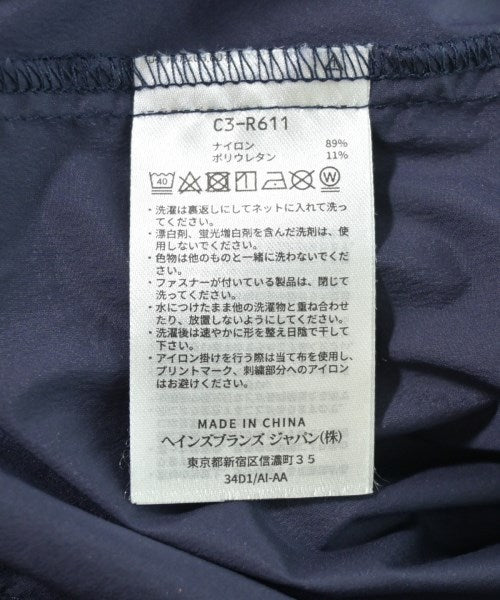 C3-R611
ナイロン 89%
ポリウレタン 11%
40 W
・洗濯は裏返しにしてネットに入れて洗っ
てください。
・漂白剤、蛍光増白剤を含んだ洗剤は、使
用しないでください。
・色物は他のものと一緒に洗わないでくだ
さい。
・ファスナーが付いている製品は、閉じて
洗ってください。
・水につけたまま他の洗濯物と重ね合わせ
たり、放置しないようにしてください。
・洗濯後は速やかに形を整え日陰で干して
下さい。
・アイロン掛けを行う際は当て布を使用し、
プリントマーク、刺繍部分へのアイロン
はお避けください。
MADE IN CHINA
ヘインズブランズ ジャパン(株)
東京都新宿区信濃町35
34D1/AI-AA